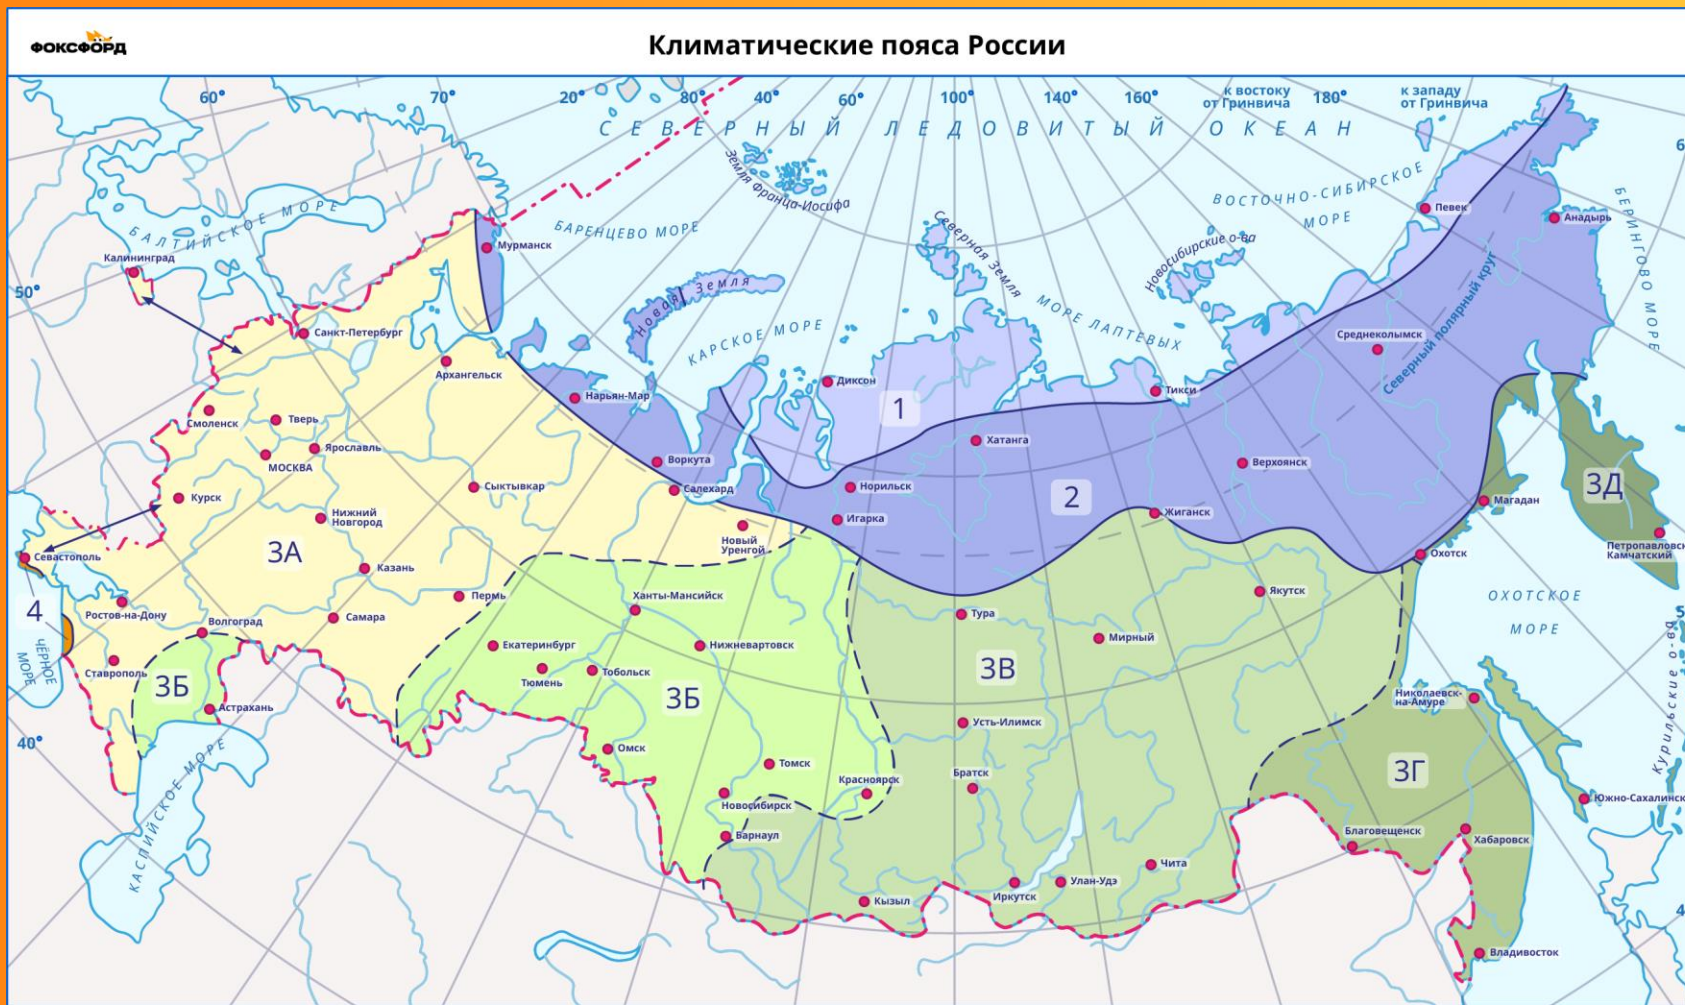 ФОКСФОРД
Климатические пояса России
60°
70°
20°
80°
40°
60°
100°
140°
160°
к востоку
от Гринвича
180°
к западу
от Гринвича
СЕВЕРНЫЙ ЛЕДОВИТЫЙ ОКЕАН
Земля Франца-Иосифа
БАРЕНЦЕВО МОРЕ
Северная Земля
ВОСТОЧНО-СИБИРСКОЕ
МОРЕ
Новосибирские о-ва
БЕРИНГОВО МОРЕ
Певек
Анадырь
БАЛТИЙСКОЕ МОРЕ
Калининград
Мурманск
50°
Новая Земля
КАРСКОЕ МОРЕ
МОРЕ ЛАПТЕВЫХ
Северный полярный круг
Санкт-Петербург
Среднеколымск
Архангельск
Диксон
Тикси
Нарьян-Мар
1
Смоленск
Тверь
Ярославль
МОСКВА
Хатанга
Воркута
Верхоянск
Сыктывкар
Салехард
Норильск
2
3Д
Курск
Магадан
Нижний
Новгород
Игарка
Жиганск
Новый
Уренгой
Петропавловск
Камчатский
Севастополь
3А
Охотск
Казань
4
Ростов-на-Дону
Пермь
Ханты-Мансийск
Якутск
ОХОТСКОЕ
МОРЕ
Волгоград
Самара
Тура
Мирный
ЧЁРНОЕ
МОРЕ
Ставрополь
Екатеринбург
Нижневартовск
3Б
Тюмень
Тобольск
3В
Курильские о-ва
Астрахань
3Б
Николаевск-
на-Амуре
Усть-Илимск
40°
КАСПИЙСКОЕ МОРЕ
Омск
Томск
Братск
3Г
Красноярск
Новосибирск
Южно-Сахалинск
Барнаул
Благовещенск
Хабаровск
Чита
Иркутск
Улан-Удэ
Кызыл
Владивосток